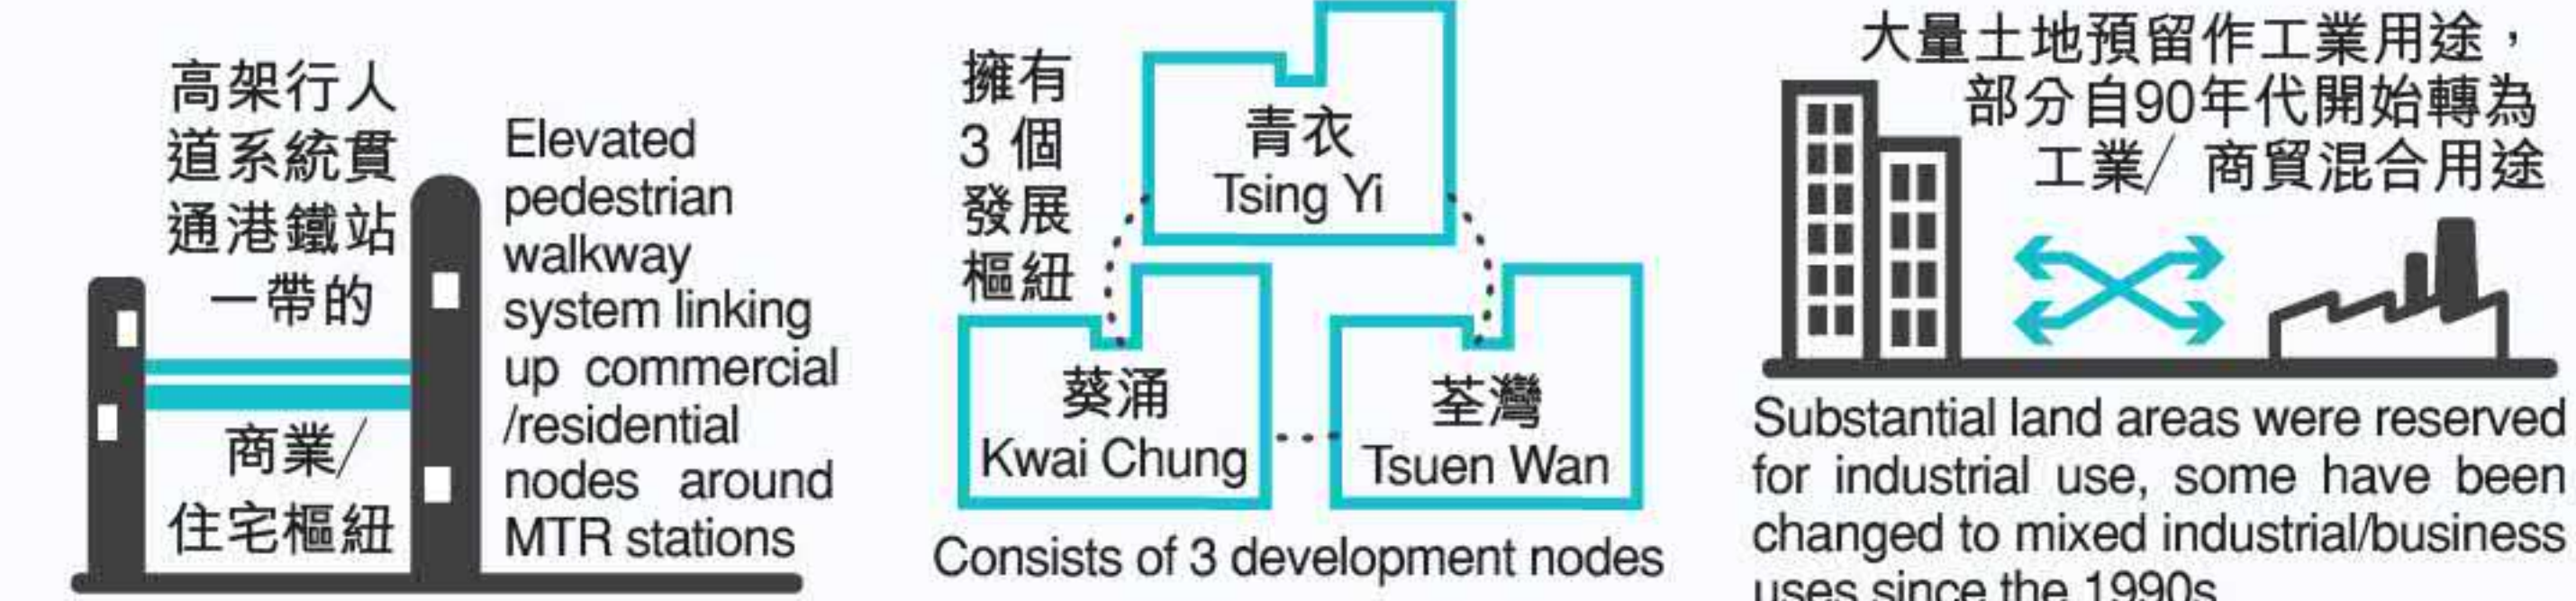 高架行人
道系統貫
通港鐵站
一帶的
商業/
住宅樞紐
Elevated
pedestrian
walkway
system linking
up commercial
/residential
nodes around
MTR stations
擁有
3 個
發展
樞紐
青衣
Tsing Yi
葵涌
Kwai Chung
荃灣
Tsuen Wan
Consists of 3 development nodes
大量土地預留作工業用途，
部分自90年代開始轉為
工業/ 商貿混合用途
Substantial land areas were reserved
for industrial use, some have been
changed to mixed industrial/business
uses since the 1990s